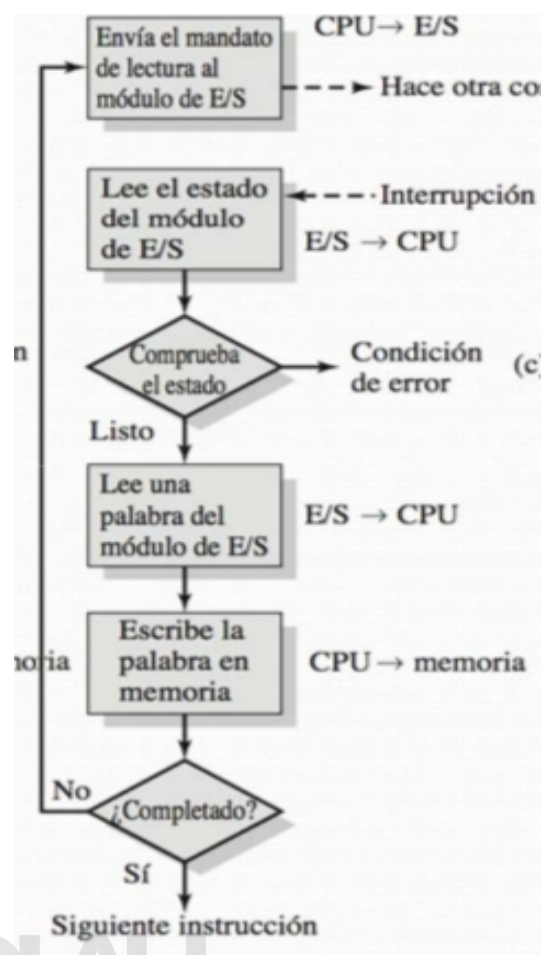 Envía el mandato
de lectura al
módulo de E/S
CPU → E/S
Hace otra
Lee el estado
del módulo
de E/S
Interrupción
E/S → CPU
Comprueba
el estado
Condición
de error
Listo
Lee una
palabra del
módulo de E/S
E/S → CPU
Escribe la
palabra en
memoria
CPU → memoria
No
¿Completado?
Sí
Siguiente instrucción